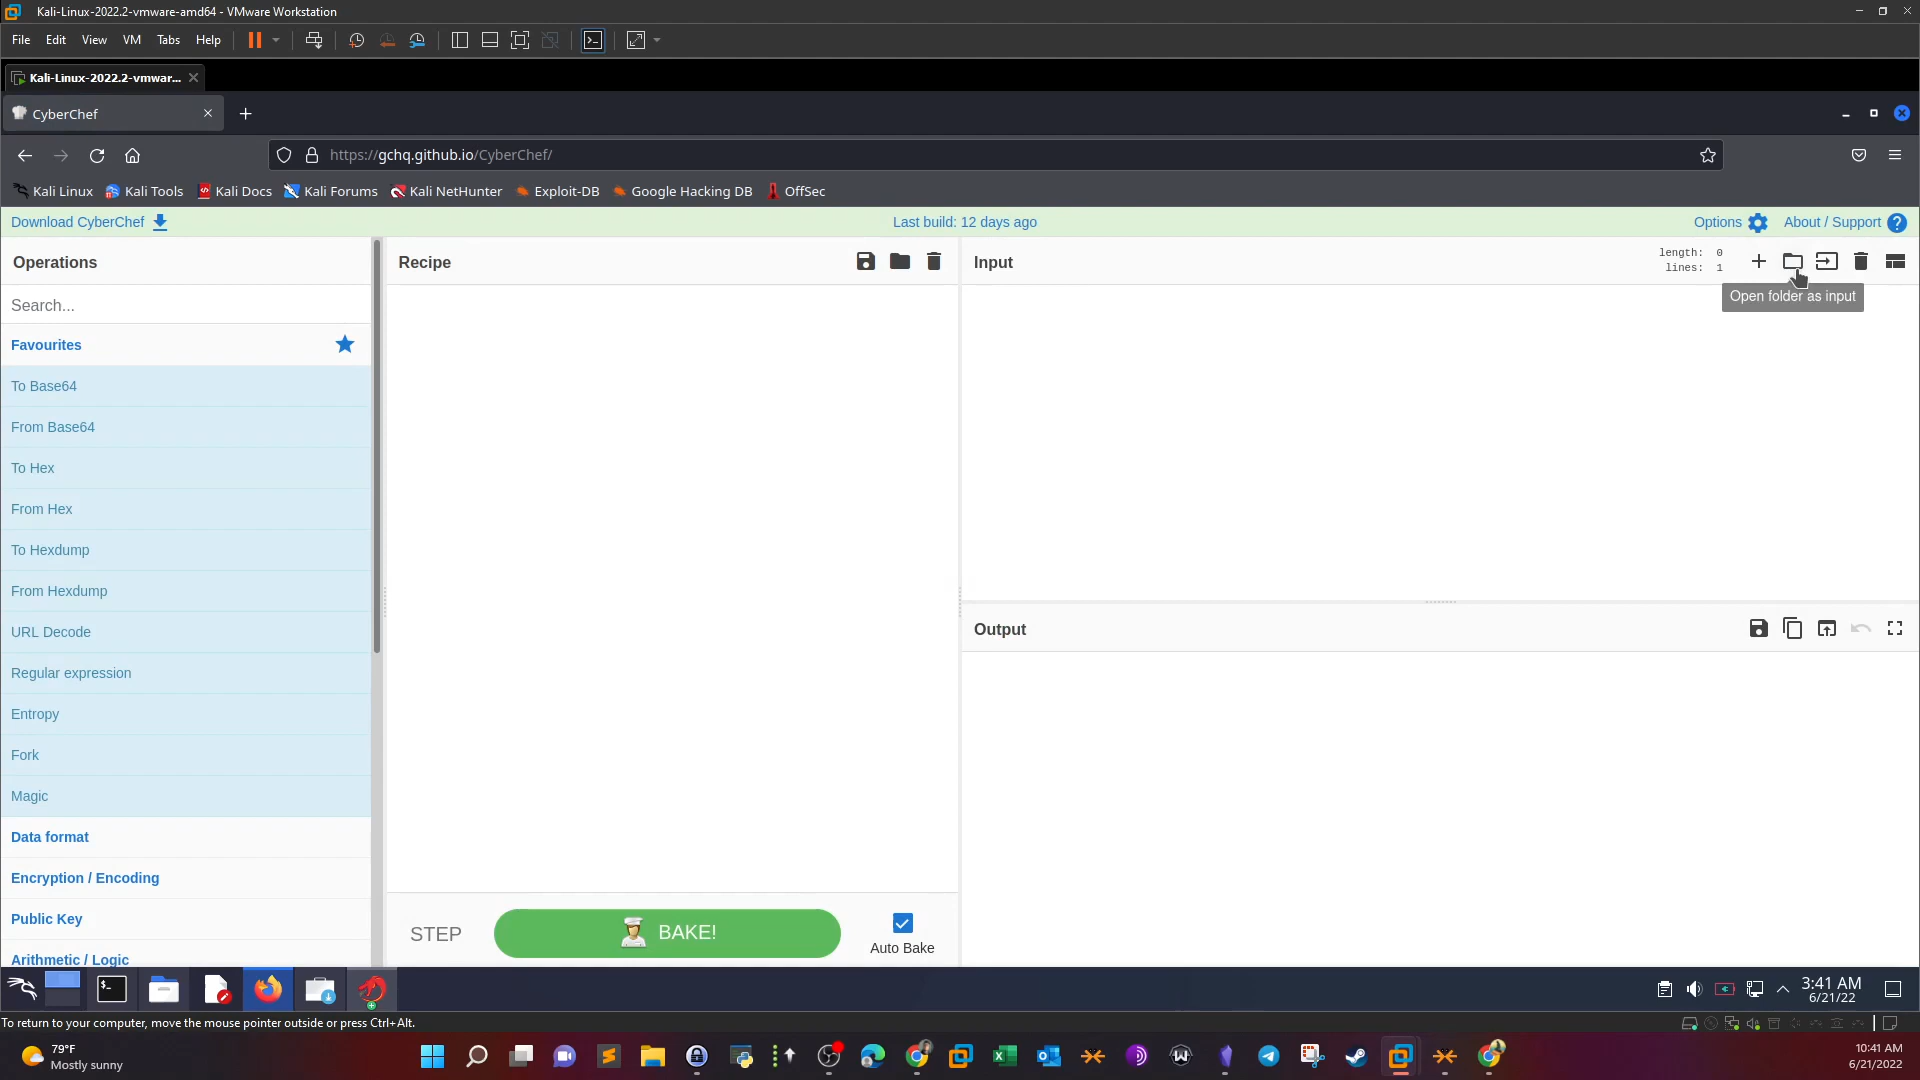 Kali-Linux-2022.2-vmware-amd64 - VMware Workstation
File Edit View VM Tabs Help
Kali-Linux-2022.2-vmwar...
CyberChef
https://gchq.github.io/CyberChef/
Kali Linux Kali Tools Kali Docs Kali Forums Kali NetHunter Exploit-DB Google Hacking DB OffSec
Download CyberChef Last build: 12 days ago Options About / Support
Operations
Recipe
Input
length: 0
lines: 1
Open folder as input
Search...
Favourites
To Base64
From Base64
To Hex
From Hex
To Hexdump
From Hexdump
URL Decode
Regular expression
Entropy
Fork
Magic
Data format
Encryption / Encoding
Public Key
Arithmetic / Logic
Output
STEP
BAKE!
Auto Bake
3:41 AM
6/21/22
To return to your computer, move the mouse pointer outside or press Ctrl+Alt.
79°F
Mostly sunny
10:41 AM
6/21/2022